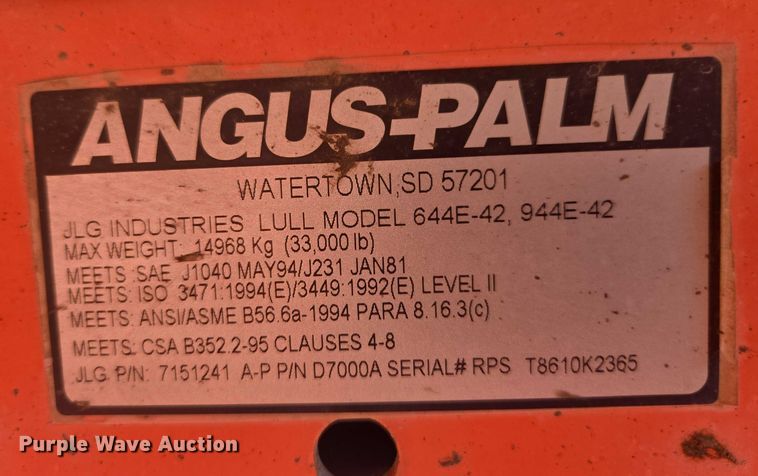 ANGUS-PALM
WATERTOWN, SD 57201
JLG INDUSTRIES LULL MODEL 644E-42, 944E-42
MAX WEIGHT: 14968 Kg (33,000 lb)
MEETS: SAE J1040 MAY94/J231 JAN81
MEETS: ISO 3471:1994(E)/3449:1992(E) LEVEL II
MEETS: ANSI/ASME B56.6a-1994 PARA 8.16.3(c)
MEETS: CSA B352.2-95 CLAUSES 4-8
JLG P/N: 7151241 A-P P/N D7000A SERIAL# RPS T8610K2365
Purple Wave Auction